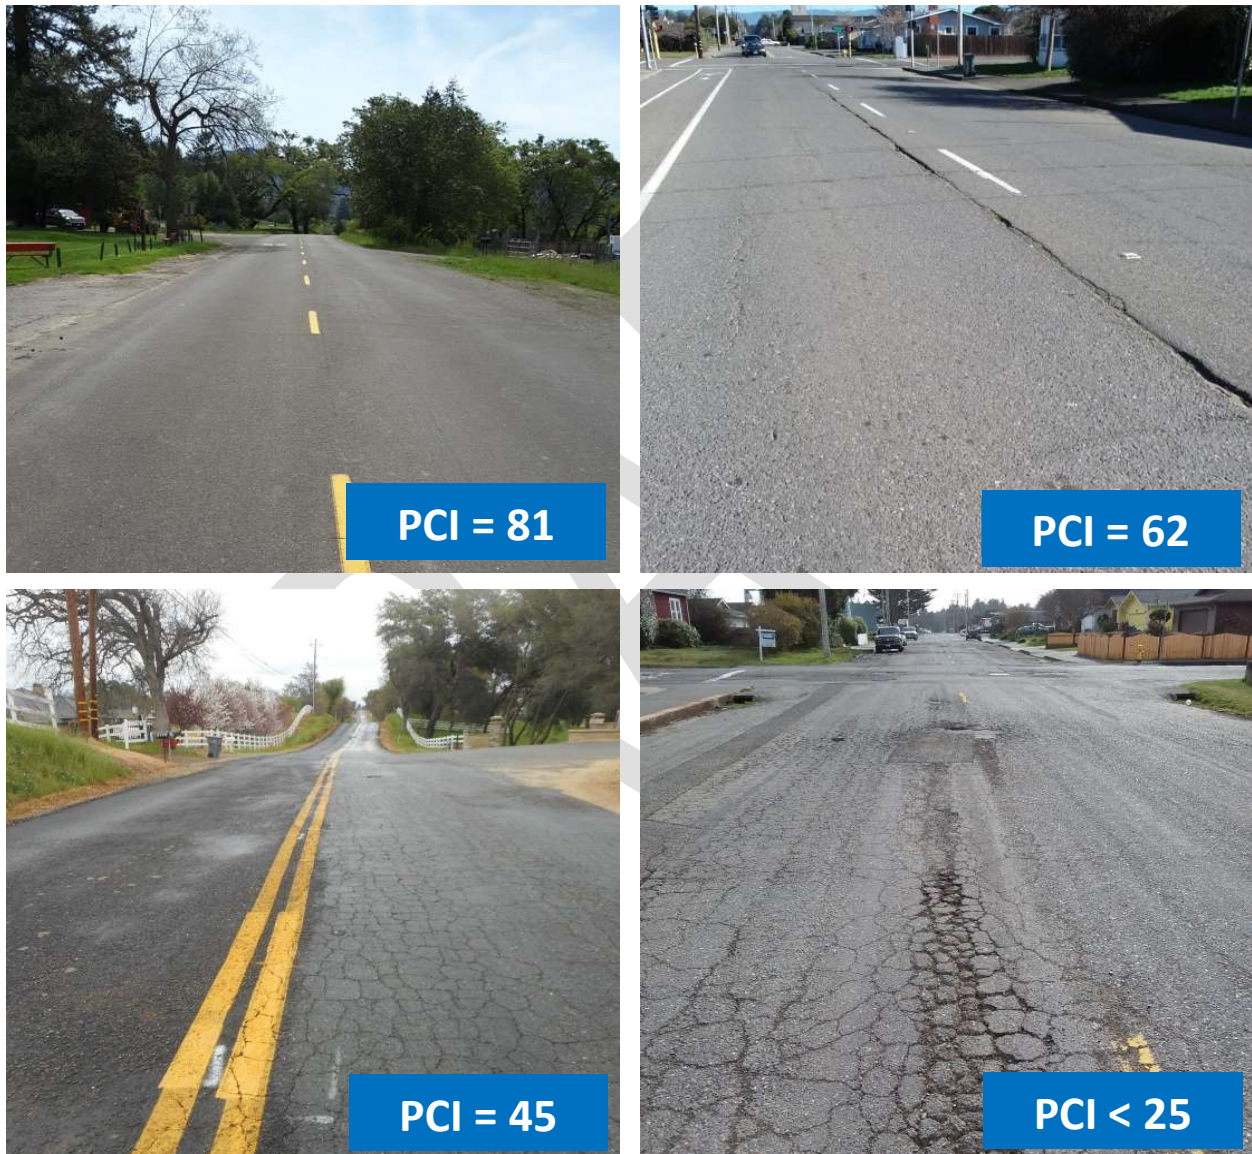 PCI = 81
PCI = 62
PCI = 45
PCI < 25